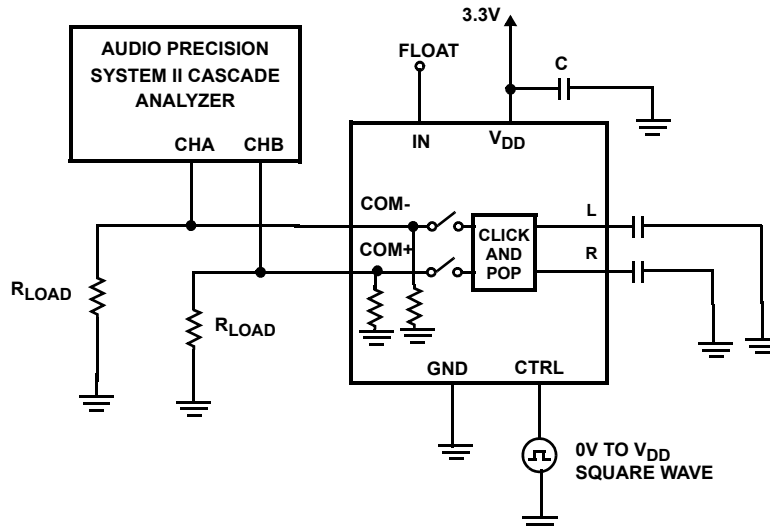 3.3V
AUDIO PRECISION
SYSTEM II CASCADE
ANALYZER
FLOAT
C
CHA CHB
IN
VDD
COM-
COM+
CLICK
AND
POP
L
R
RLOAD
RLOAD
GND
CTRL
0V TO VDD
SQUARE WAVE